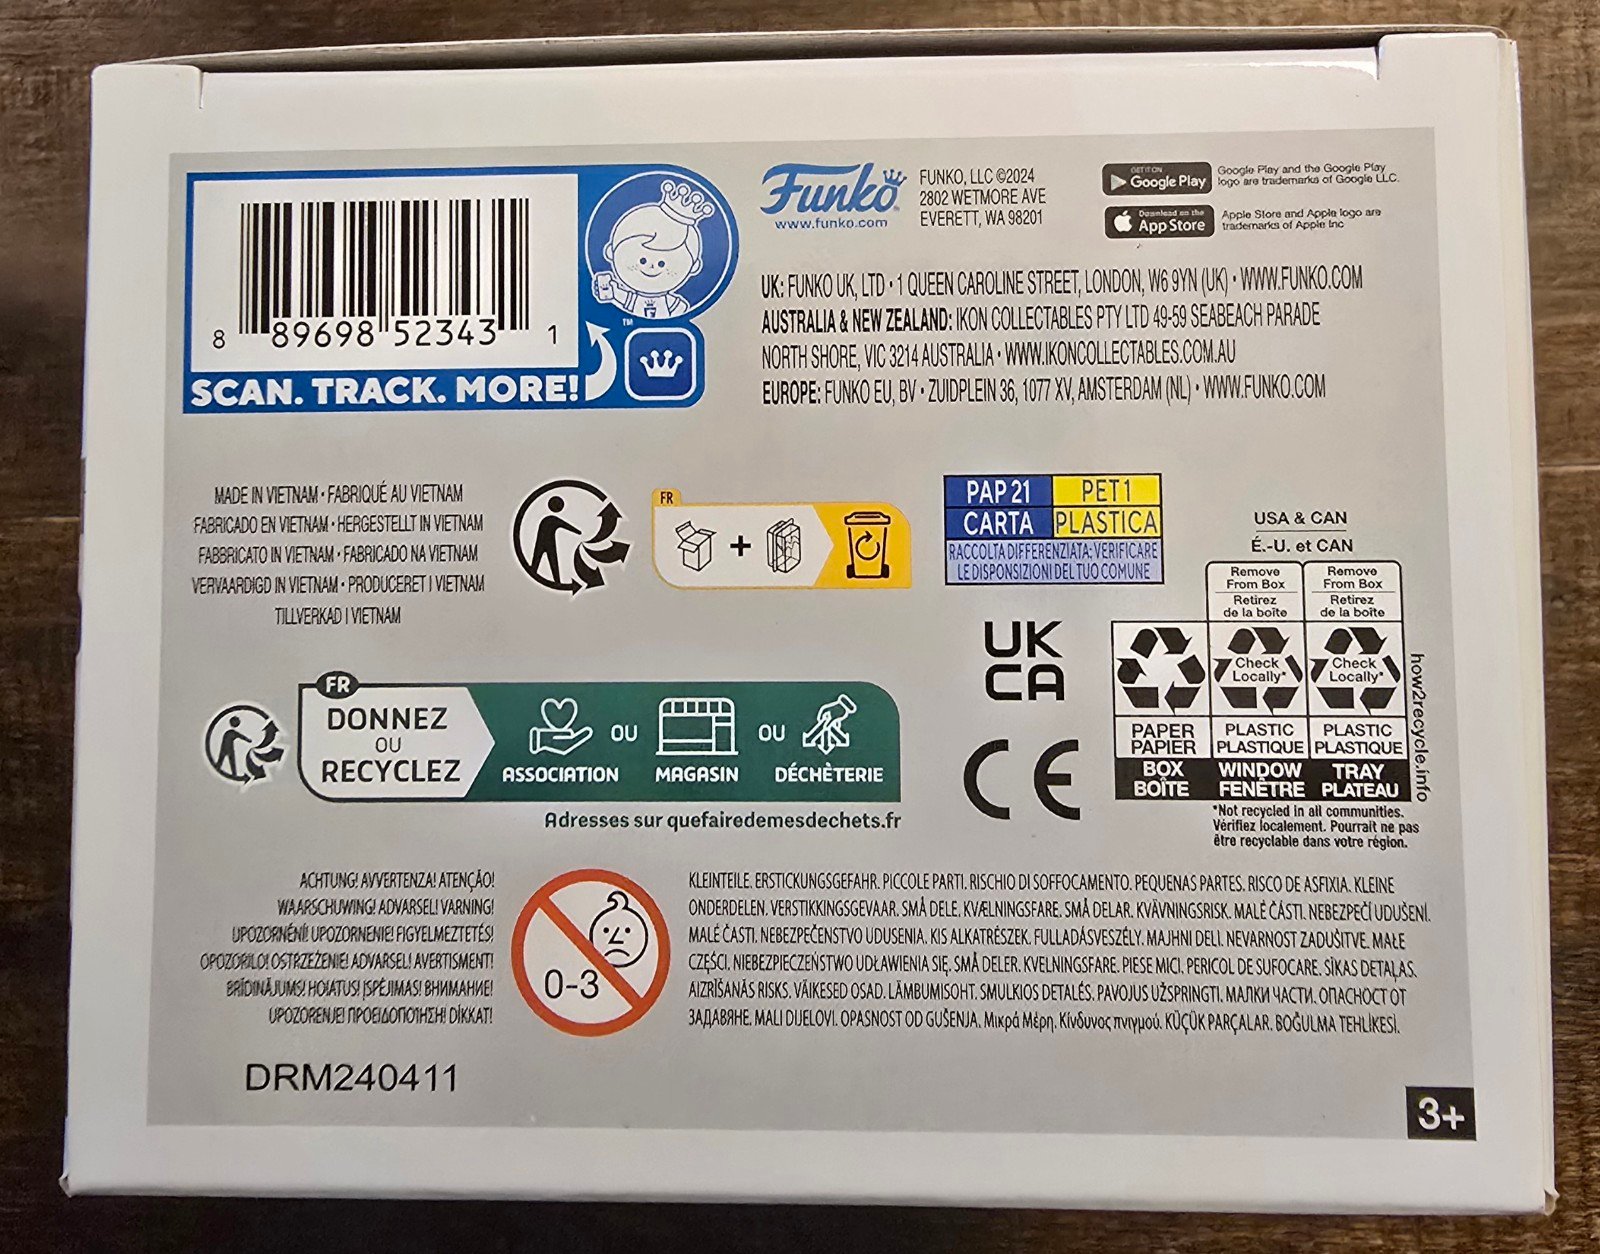 8 89698 52343 1
SCAN. TRACK. MORE!
™
Funko
www.funko.com
FUNKO, LLC ©2024
2802 WETMORE AVE
EVERETT, WA 98201
GET IT ON
Google Play
Google Play and the Google Play
logo are trademarks of Google LLC.
Download on the
App Store
Apple Store and Apple logo are
trademarks of Apple Inc
UK: FUNKO UK, LTD • 1 QUEEN CAROLINE STREET, LONDON, W6 9YN (UK) • WWW.FUNKO.COM
AUSTRALIA & NEW ZEALAND: IKON COLLECTABLES PTY LTD 49-59 SEABEACH PARADE
NORTH SHORE, VIC 3214 AUSTRALIA • WWW.IKONCOLLECTABLES.COM.AU
EUROPE: FUNKO EU, BV • ZUIDPLEIN 36, 1077 XV, AMSTERDAM (NL) • WWW.FUNKO.COM
MADE IN VIETNAM • FABRIQUÉ AU VIETNAM
FABRICADO EN VIETNAM • HERGESTELLT IN VIETNAM
FABBRICATO IN VIETNAM • FABRICADO NA VIETNAM
VERVAARDIGD IN VIETNAM • PRODUCERET I VIETNAM
TILLVERKAD I VIETNAM
FR
+
PAP 21 PET 1
CARTA PLASTICA
RACCOLTA DIFFERENZIATA: VERIFICARE
LE DISPONSIZIONI DEL TUO COMUNE
USA & CAN
É.-U. et CAN
Remove
From Box
Retirez
de la boîte
Remove
From Box
Retirez
de la boîte
Check
Locally*
Check
Locally*
PAPER
PAPIER
PLASTIC
PLASTIQUE
PLASTIC
PLASTIQUE
BOX
BOÎTE
WINDOW
FENÊTRE
TRAY
PLATEAU
how2recycle.info
*Not recycled in all communities.
Vérifiez localement. Pourrait ne pas
être recyclable dans votre région.
UK
CA
CE
FR
DONNEZ
OU
RECYCLEZ
ASSOCIATION
OU
MAGASIN
OU
DÉCHÈTERIE
Adresses sur quefairedemesdechets.fr
ACHTUNG! AVVERTENZA! ATENÇÃO!
WAARSCHUWING! ADVARSEL! VARNING!
UPOZORNĚNÍ! UPOZORNENIE! FIGYELMEZTETÉS!
OPOZORILO! OSTRZEŻENIE! ADVARSEL! AVERTISMENT!
BRĪDINĀJUMS! HOIATUS! ĮSPĖJIMAS! ВНИМАНИЕ!
UPOZORENJE! ΠΡΟΕΙΔΟΠΟΊΗΣΗ! DİKKAT!
0-3
KLEINTEILE. ERSTICKUNGSGEFAHR. PICCOLE PARTI. RISCHIO DI SOFFOCAMENTO. PEQUENAS PARTES. RISCO DE ASFIXIA. KLEINE
ONDERDELEN. VERSTIKKINGSGEVAAR. SMÅ DELE. KVÆLNINGSFARE. SMÅ DELAR. KVÄVNINGSRISK. MALÉ ČÁSTI. NEBEZPEČÍ UDUŠENÍ.
MALÉ ČASTI. NEBEZPEČENSTVO UDUSENIA. KIS ALKATRÉSZEK. FULLADÁSVESZÉLY. MAJHNI DELI. NEVARNOST ZADUŠITVE. MAŁE
CZĘŚCI. NIEBEZPIECZEŃSTWO UDŁAWIENIA SIĘ. SMÅ DELER. KVELNINGSFARE. PIESE MICI. PERICOL DE SUFOCARE. SĪKAS DETAĻAS.
AIZRĪŠANĀS RISKS. VÄIKESED OSAD. LÄMBUMISOHT. SMULKIOS DETALĖS. PAVOJUS UŽSPRINGTI. МАЛКИ ЧАСТИ. ОПАСНОСТ ОТ
ЗАДАВЯНЕ. MALI DIJELOVI. OPASNOST OD GUŠENJA. Μικρά Μέρη. Κίνδυνος πνιγμού. KÜÇÜK PARÇALAR. BOĞULMA TEHLİKESİ.
DRM240411
3+